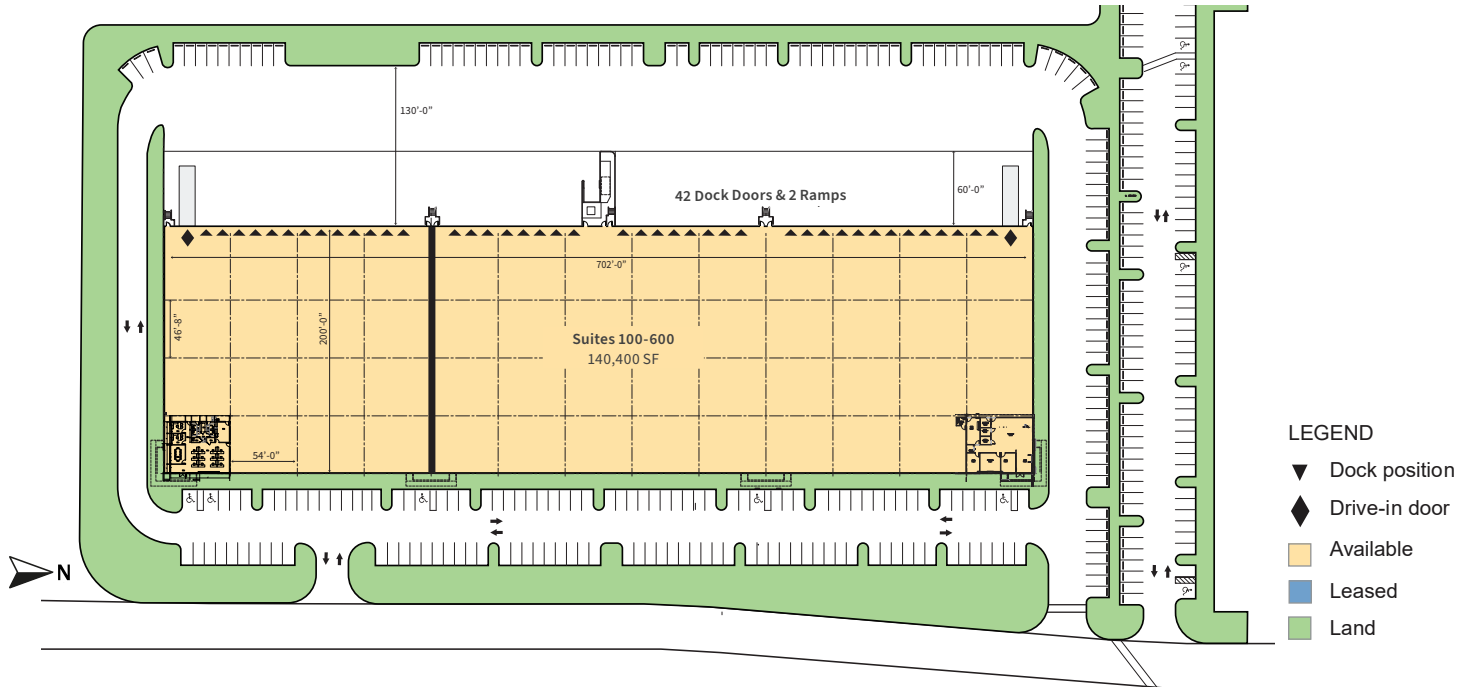 130'-0"
42 Dock Doors & 2 Ramps
60'-0"
702'-0"
46'-8"
200'-0"
Suites 100-600
140,400 SF
54'-0"
N
LEGEND
Dock position
Drive-in door
Available
Leased
Land